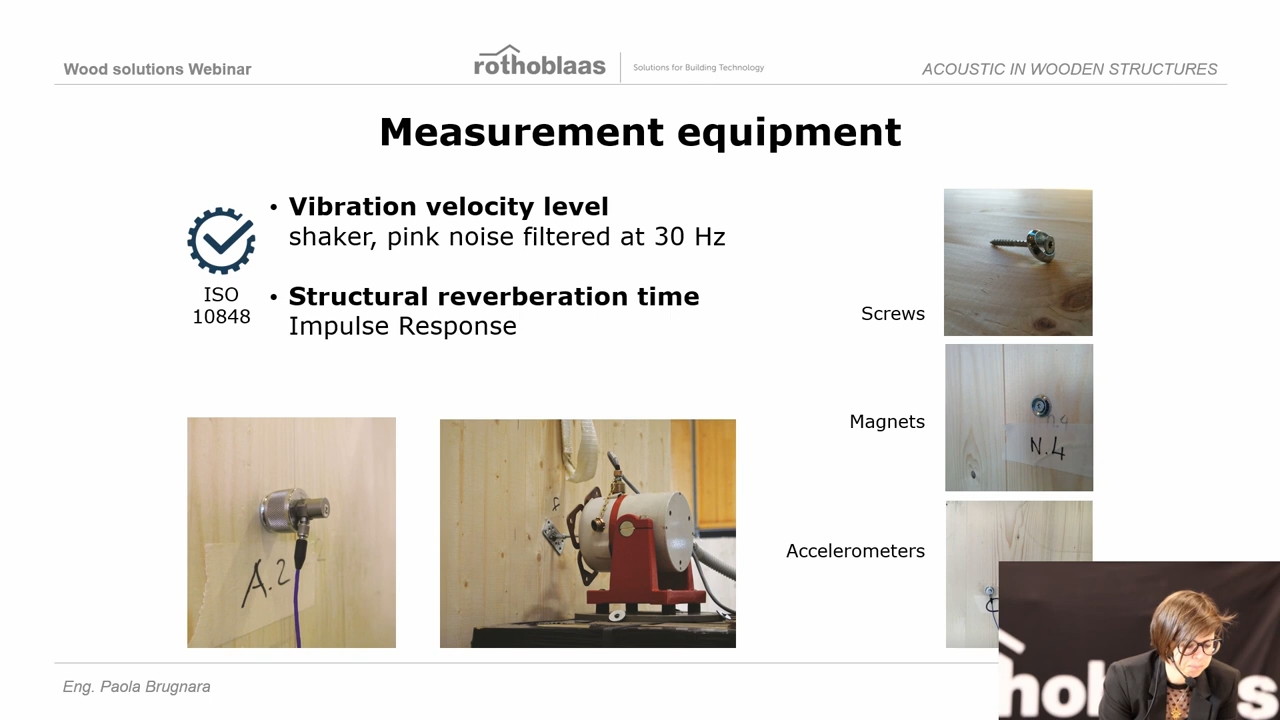 Wood solutions Webinar
rothoblaas
Solutions for Building Technology
ACOUSTIC IN WOODEN STRUCTURES
Measurement equipment
• Vibration velocity level
shaker, pink noise filtered at 30 Hz
ISO
10848
• Structural reverberation time
Impulse Response
Screws
Magnets
N.4
Accelerometers
A.2
Eng. Paola Brugnara